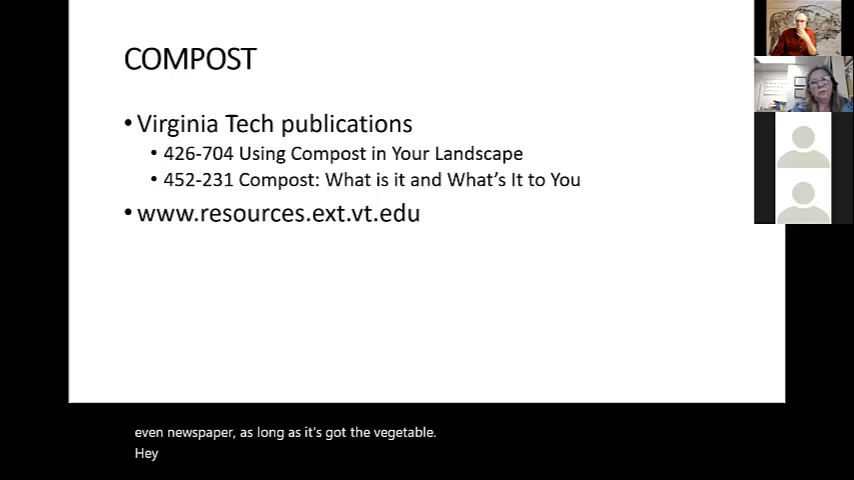 COMPOST
• Virginia Tech publications
• 426-704 Using Compost in Your Landscape
• 452-231 Compost: What is it and What's It to You
• www.resources.ext.vt.edu
even newspaper, as long as it's got the vegetable.
Hey